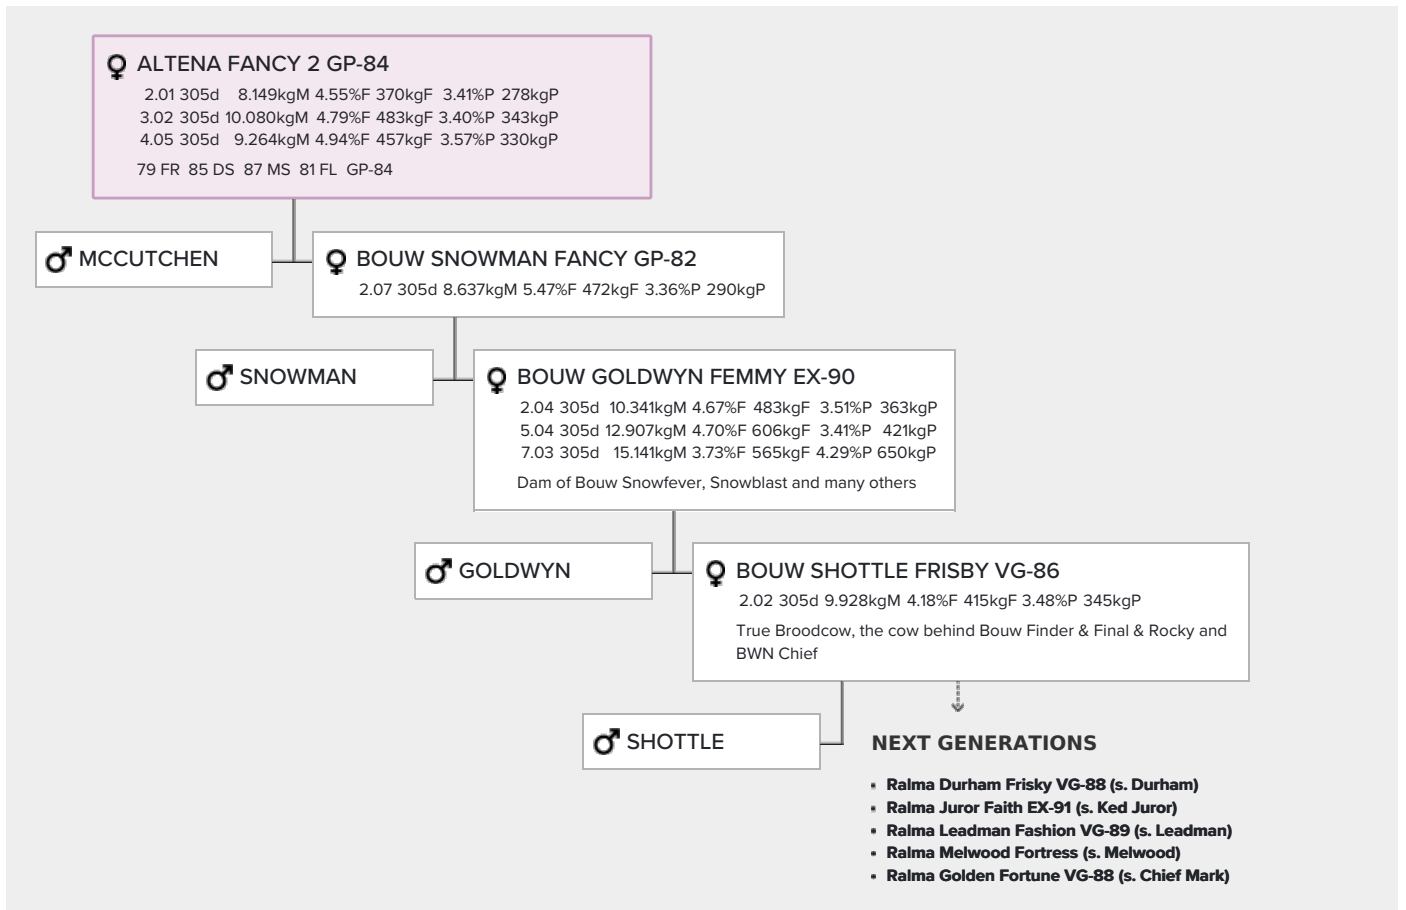 ALTENA FANCY 2 GP-84
2.01 305d 8.149kgM 4.55%F 370kgF 3.41%P 278kgP
3.02 305d 10.080kgM 4.79%F 483kgF 3.40%P 343kgP
4.05 305d 9.264kgM 4.94%F 457kgF 3.57%P 330kgP
79 FR 85 DS 87 MS 81 FL GP-84
MCCUTCHEN
BOUW SNOWMAN FANCY GP-82
2.07 305d 8.637kgM 5.47%F 472kgF 3.36%P 290kgP
SNOWMAN
BOUW GOLDWYN FEMMY EX-90
2.04 305d 10.341kgM 4.67%F 483kgF 3.51%P 363kgP
5.04 305d 12.907kgM 4.70%F 606kgF 3.41%P 421kgP
7.03 305d 15.141kgM 3.73%F 565kgF 4.29%P 650kgP
Dam of Bouw Snowfever, Snowblast and many others
GOLDWYN
BOUW SHOTTLE FRISBY VG-86
2.02 305d 9.928kgM 4.18%F 415kgF 3.48%P 345kgP
True Broodcow, the cow behind Bouw Finder & Final & Rocky and
BWN Chief
SHOTTLE
NEXT GENERATIONS
Ralma Durham Frisky VG-88 (s. Durham)
Ralma Juror Faith EX-91 (s. Ked Juror)
Ralma Leadman Fashion VG-89 (s. Leadman)
Ralma Melwood Fortress (s. Melwood)
Ralma Golden Fortune VG-88 (s. Chief Mark)